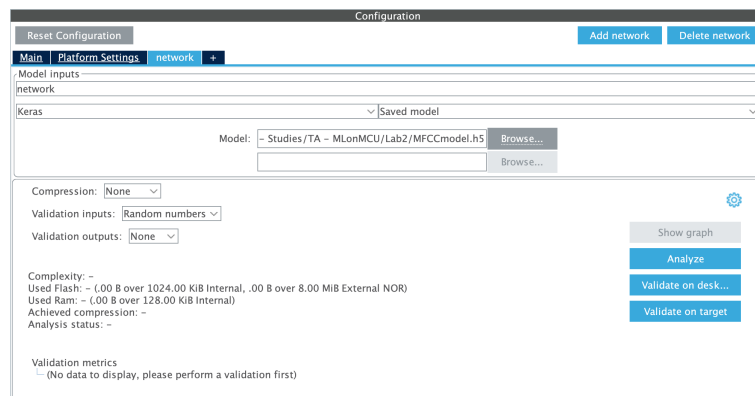 Configuration
Reset Configuration Add network Delete network
Main Platform Settings network +
Model inputs
network
Keras Saved model
Model: – Studies/TA – MLonMCU/Lab2/MFCCmodel.h5 Browse...
Browse...
Compression: None
Validation inputs: Random numbers
Validation outputs: None
Show graph
Analyze
Complexity: –
Used Flash: – (.00 B over 1024.00 KiB Internal, .00 B over 8.00 MiB External NOR)
Validate on desk...
Used Ram: – (.00 B over 128.00 KiB Internal)
Achieved compression: –
Validate on target
Analysis status: –
Validation metrics
(No data to display, please perform a validation first)